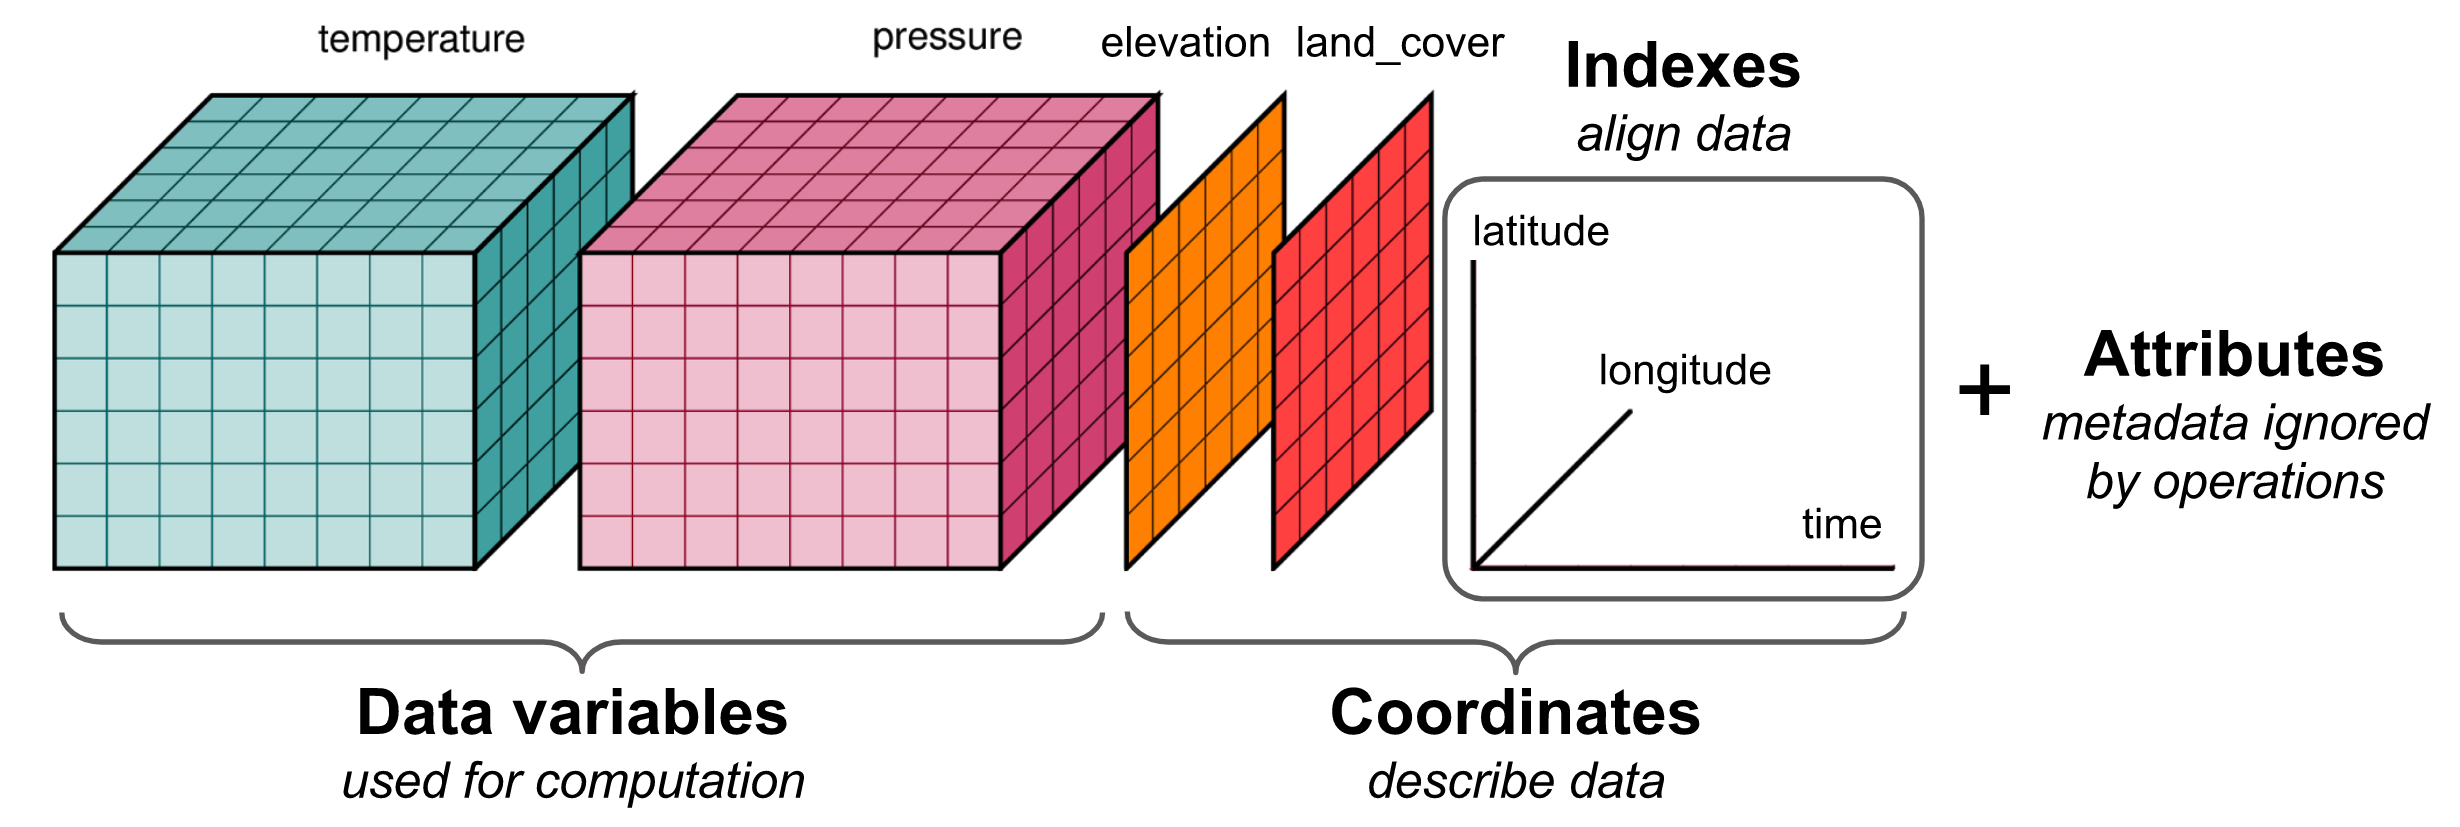 temperature
pressure
elevation
land_cover
Indexes
align data
latitude
longitude
time
+
Attributes
metadata ignored
by operations
Data variables
used for computation
Coordinates
describe data